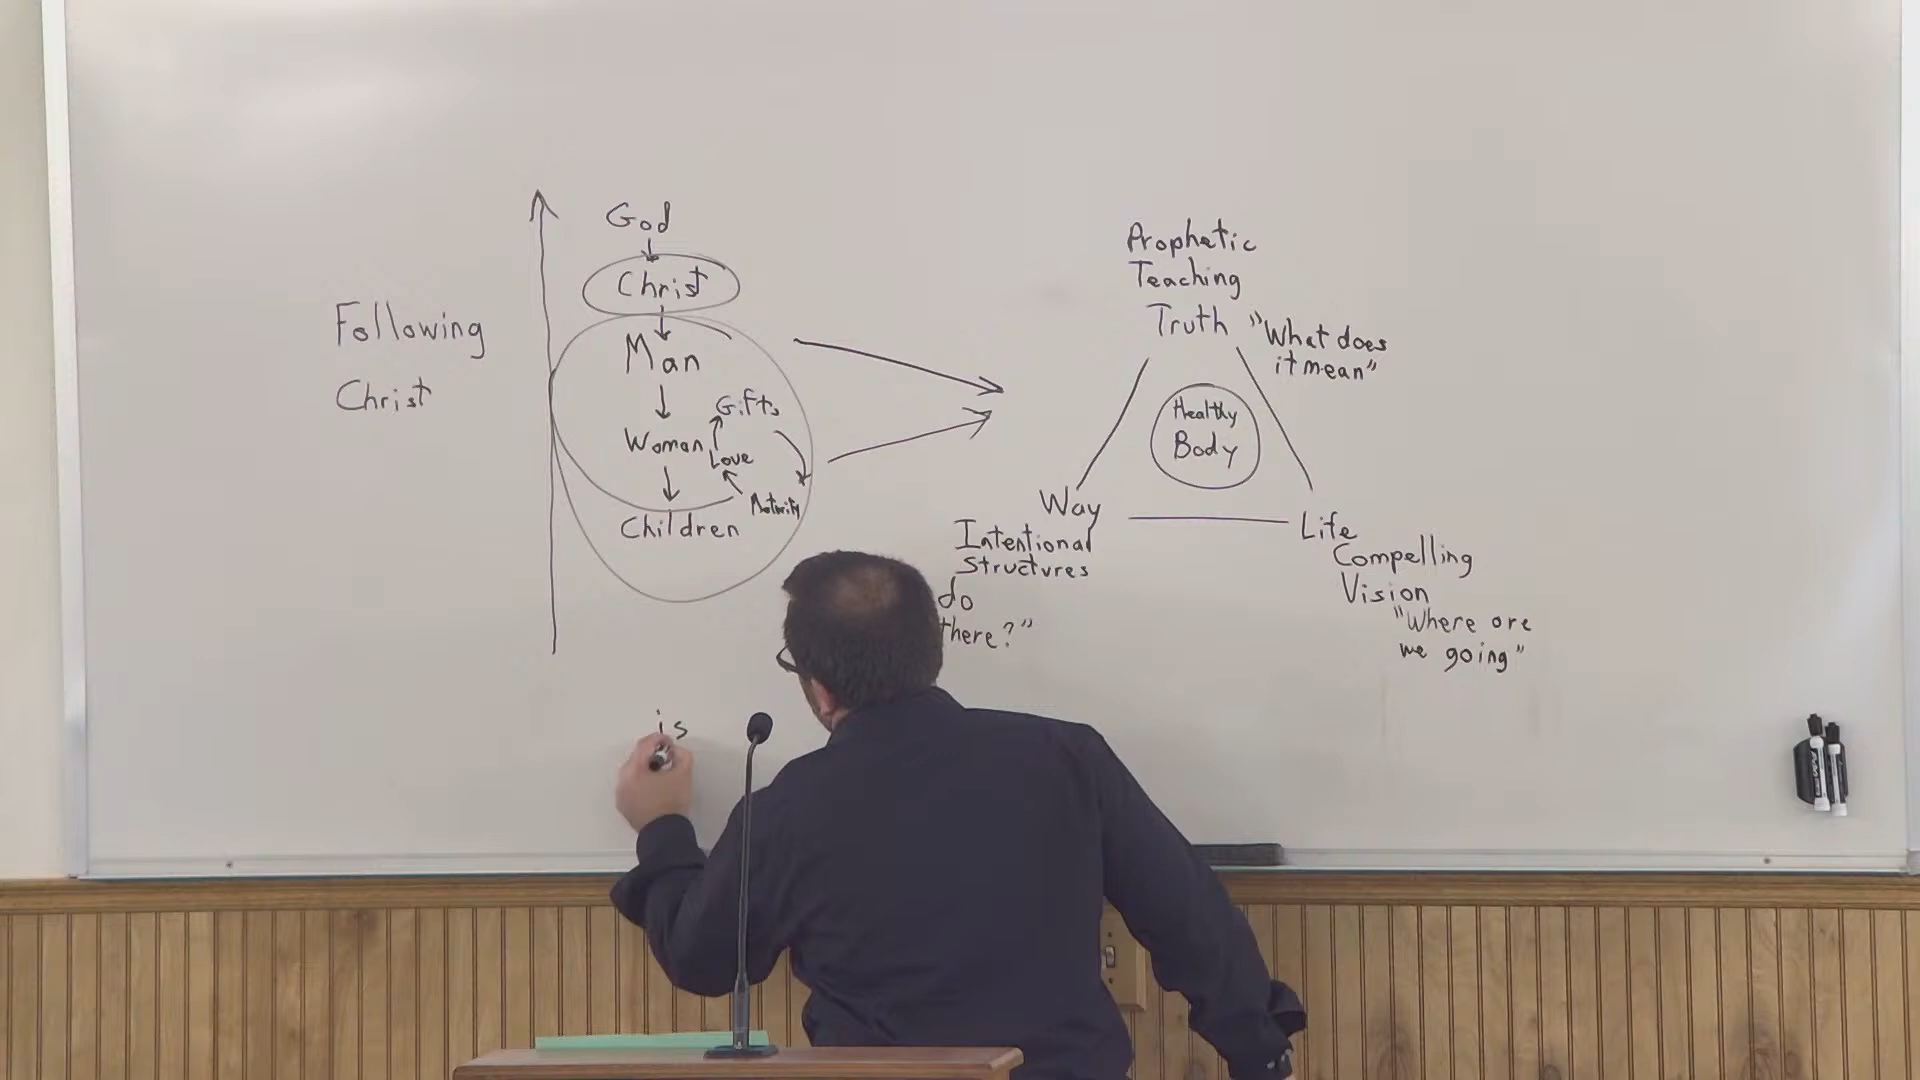 Following
Christ
God
Christ
Man
Gifts
Woman
Love
Maturity
Children
is
Prophetic
Teaching
Truth
"What does
it mean"
Healthy
Body
Way
Intentional
Structures
do
there?"
Life
Compelling
Vision
"Where are
we going"